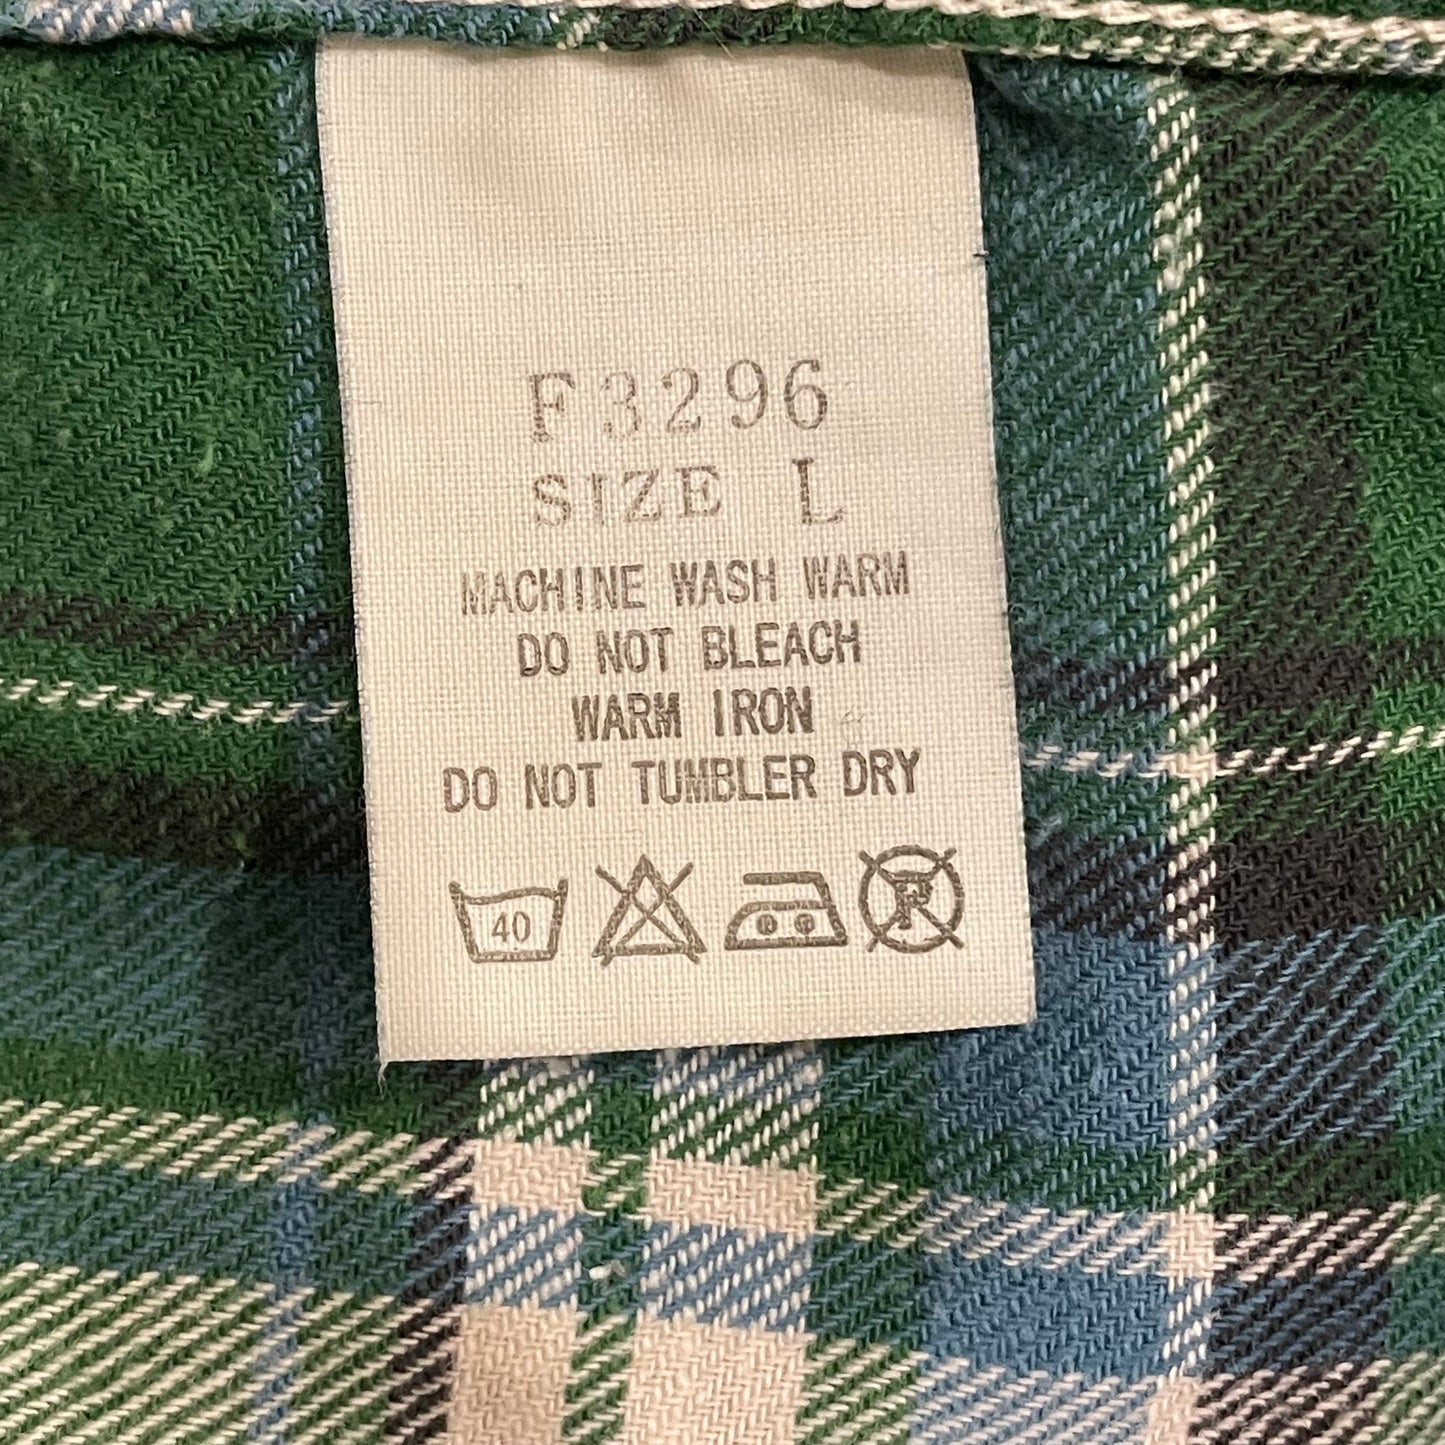 F3296
SIZE L
MACHINE WASH WARM
DO NOT BLEACH
WARM IRON
DO NOT TUMBLER DRY
40
P